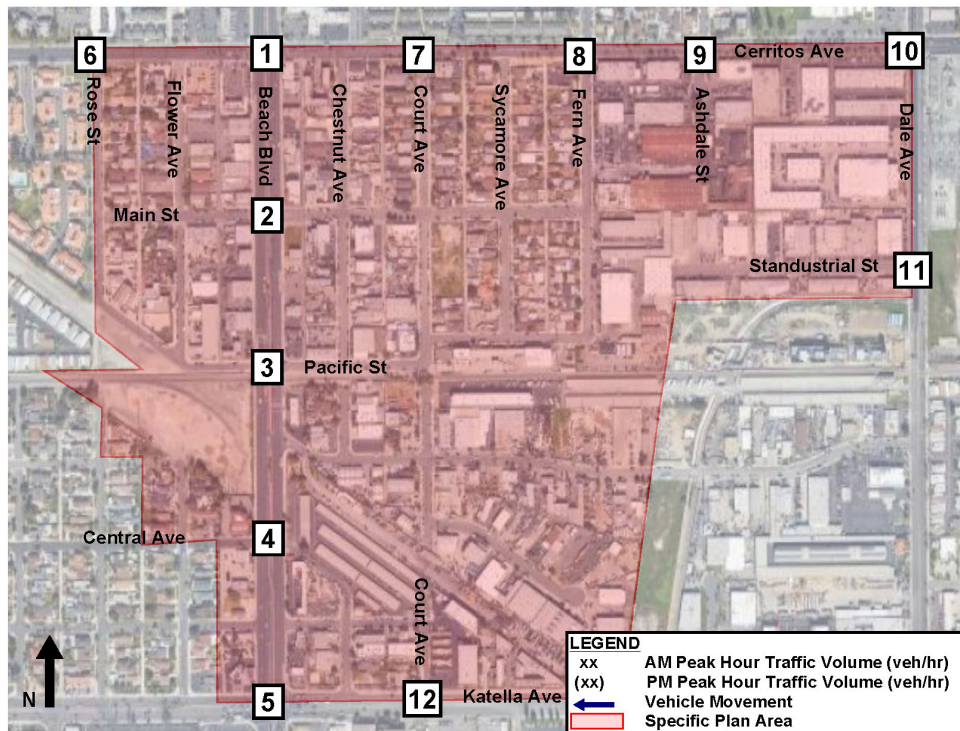 6
1
7
8
9
Cerritos Ave
10
Rose St
Flower Ave
Beach Blvd
Chestnut Ave
Court Ave
Sycamore Ave
Fern Ave
Ashdale St
Dale Ave
Main St
2
Standustrial St
11
3
Pacific St
Central Ave
4
Court Ave
N
5
12
Katella Ave
LEGEND
xx AM Peak Hour Traffic Volume (veh/hr)
(xx) PM Peak Hour Traffic Volume (veh/hr)
Vehicle Movement
Specific Plan Area